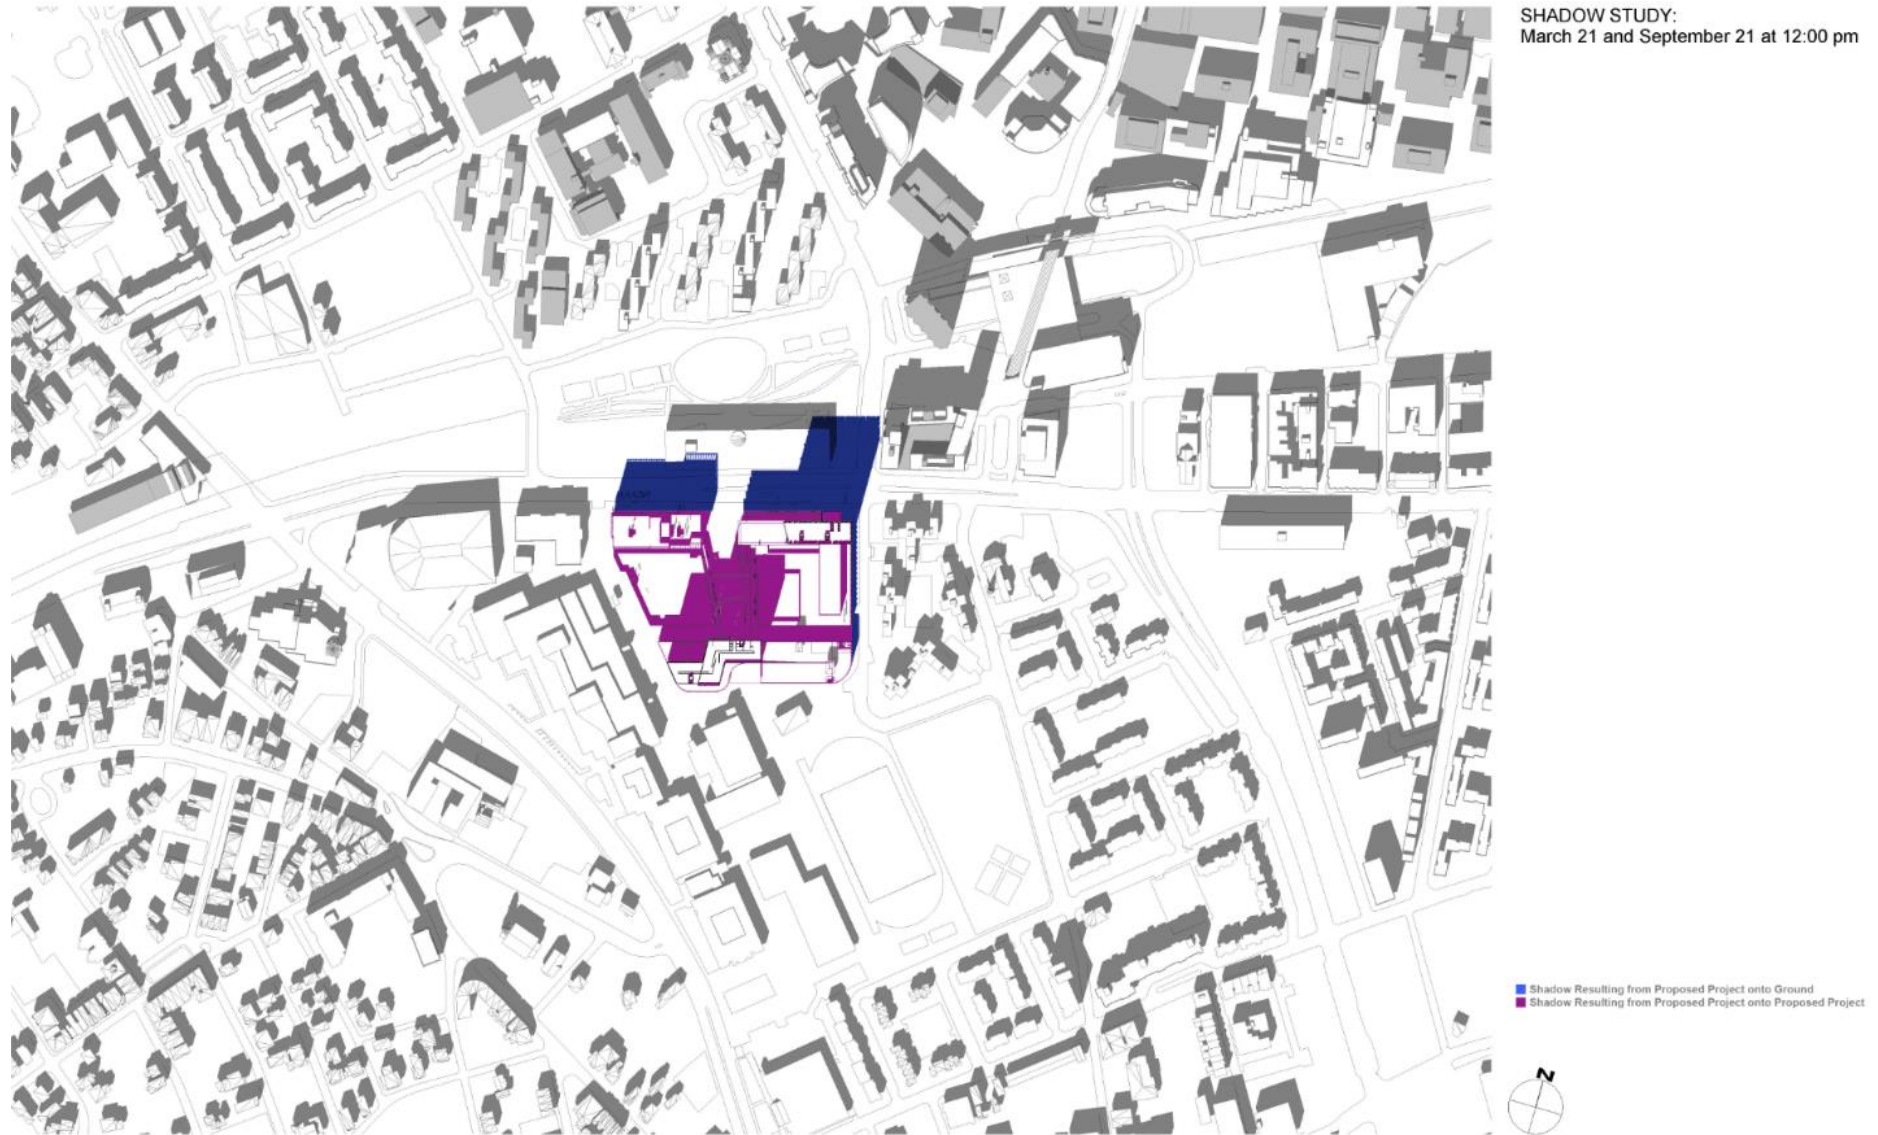 SHADOW STUDY:
March 21 and September 21 at 12:00 pm
Shadow Resulting from Proposed Project onto Ground
Shadow Resulting from Proposed Project onto Proposed Project
N